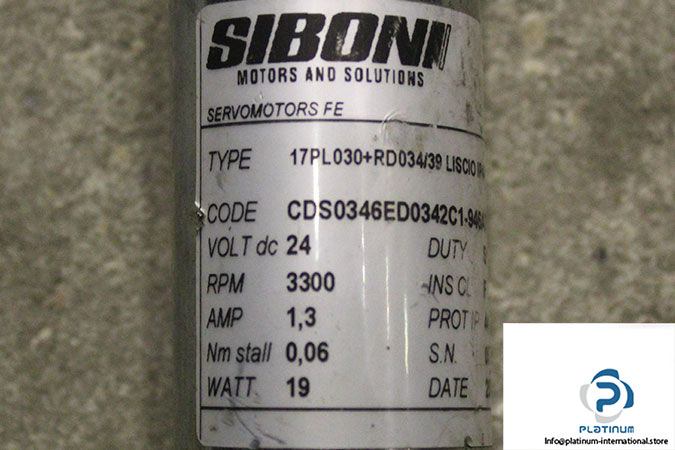 SIBONI
MOTORS AND SOLUTIONS
SERVOMOTORS FE
TYPE 17PL030+RD034/39 LISCIO
CODE
VOLT dc 24 DUTY
RPM 3300 INS CL
AMP 1,3 PROT IP
Nm stall 0,06 S.N.
WATT 19 DATE
PLATINUM
Info@platinum-international.store